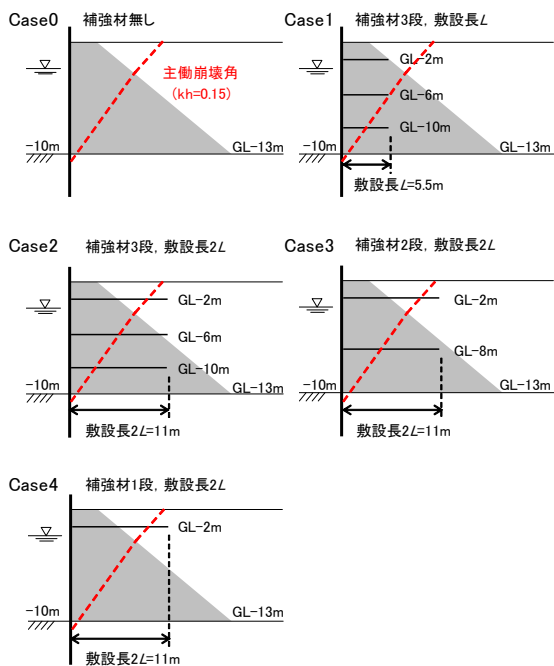 Case0 補強材無し
主働崩壊角
(kh=0.15)
-10m
GL-13m
Case1 補強材3段, 敷設長L
GL-2m
GL-6m
GL-10m
-10m
GL-13m
敷設長L=5.5m
Case2 補強材3段, 敷設長2L
GL-2m
GL-6m
GL-10m
-10m
GL-13m
敷設長2L=11m
Case3 補強材2段, 敷設長2L
GL-2m
GL-8m
-10m
GL-13m
敷設長2L=11m
Case4 補強材1段, 敷設長2L
GL-2m
-10m
GL-13m
敷設長2L=11m